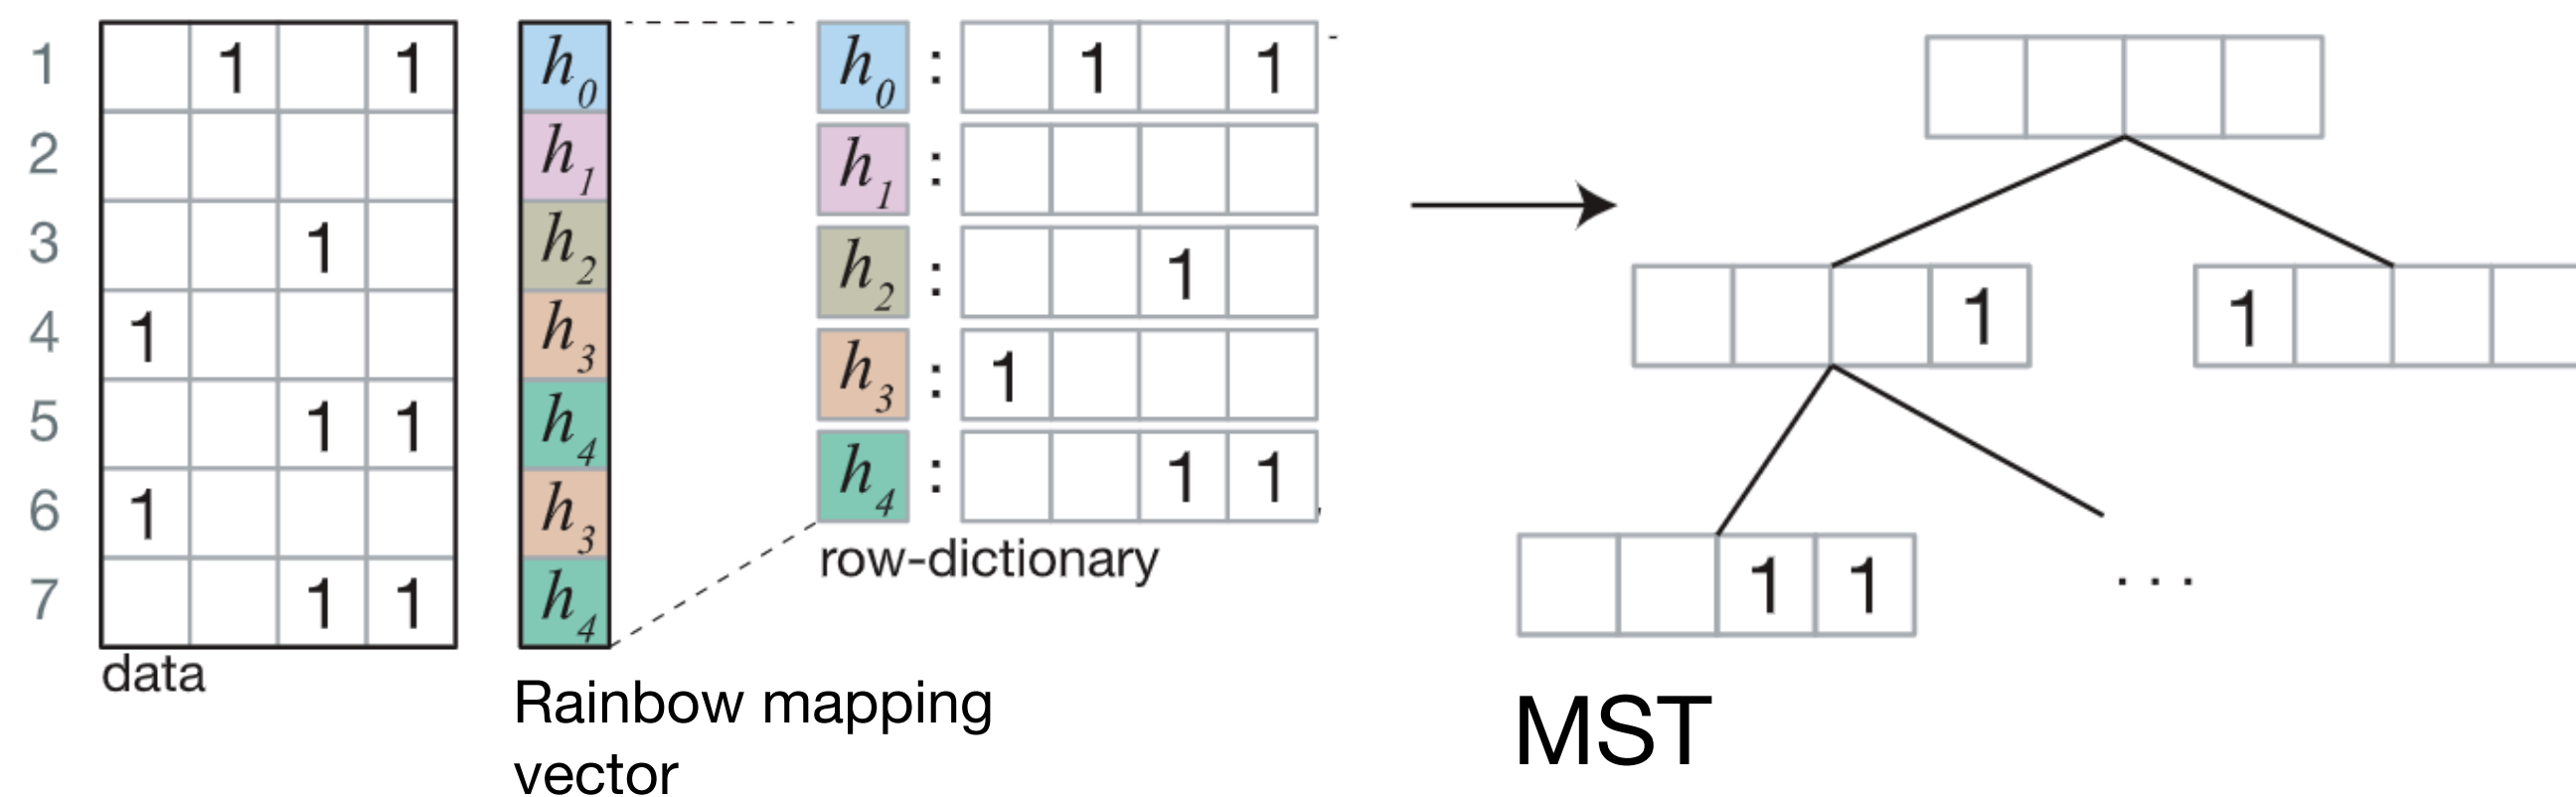 1 1 1
2
3 1
4 1
5 1 1
6 1
7 1 1
data
h0
h1
h2
h3
h4
h3
h4
Rainbow mapping
vector
h0 : 1 1
h1 :
h2 : 1
h3 : 1
h4 : 1 1
row-dictionary
1
1
1 1
. . .
MST